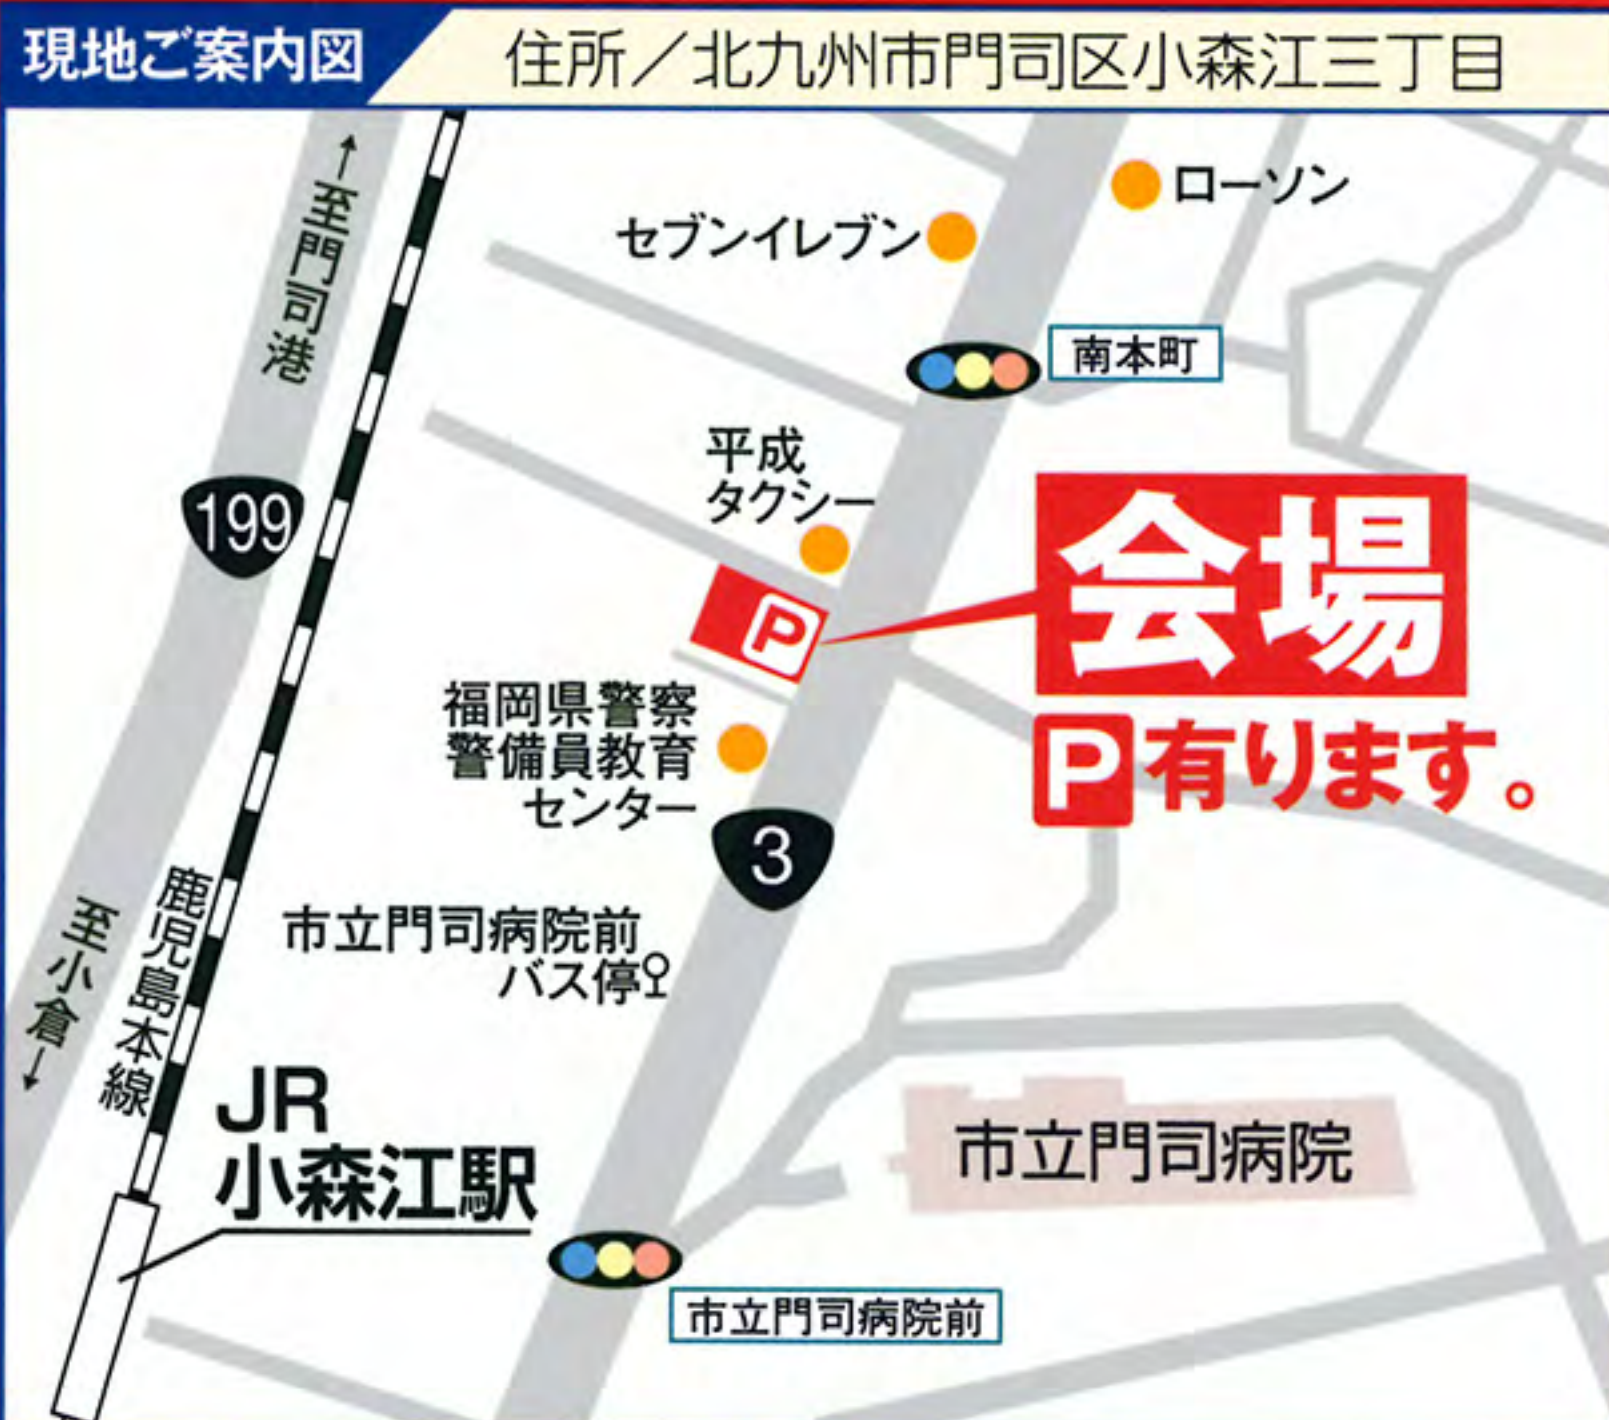 現地ご案内図
住所／北九州市門司区小森江三丁目
↑至門司港
ローソン
セブンイレブン
南本町
平成
タクシー
199
会場
P
P有ります。
福岡県警察
警備員教育
センター
3
市立門司病院前
バス停
至小倉↓
鹿児島本線
JR
小森江駅
市立門司病院
市立門司病院前